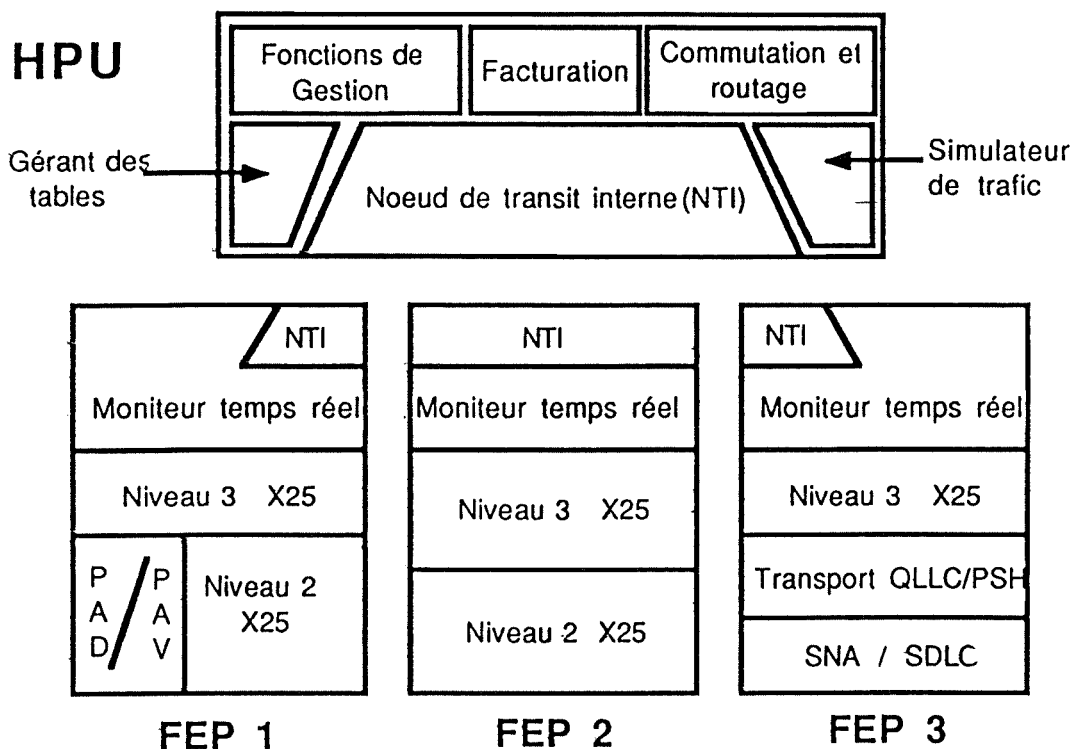 HPU
Fonctions de
Gestion
Facturation
Commutation et
routage
Gérant des
tables
Noeud de transit interne (NTI)
Simulateur
de trafic
NTI
Moniteur temps réel
Niveau 3 X25
P
A
D
/
P
A
V
Niveau 2
X25
FEP 1
NTI
Moniteur temps réel
Niveau 3 X25
Niveau 2 X25
FEP 2
NTI
Moniteur temps réel
Niveau 3 X25
Transport QLLC/PSH
SNA / SDLC
FEP 3